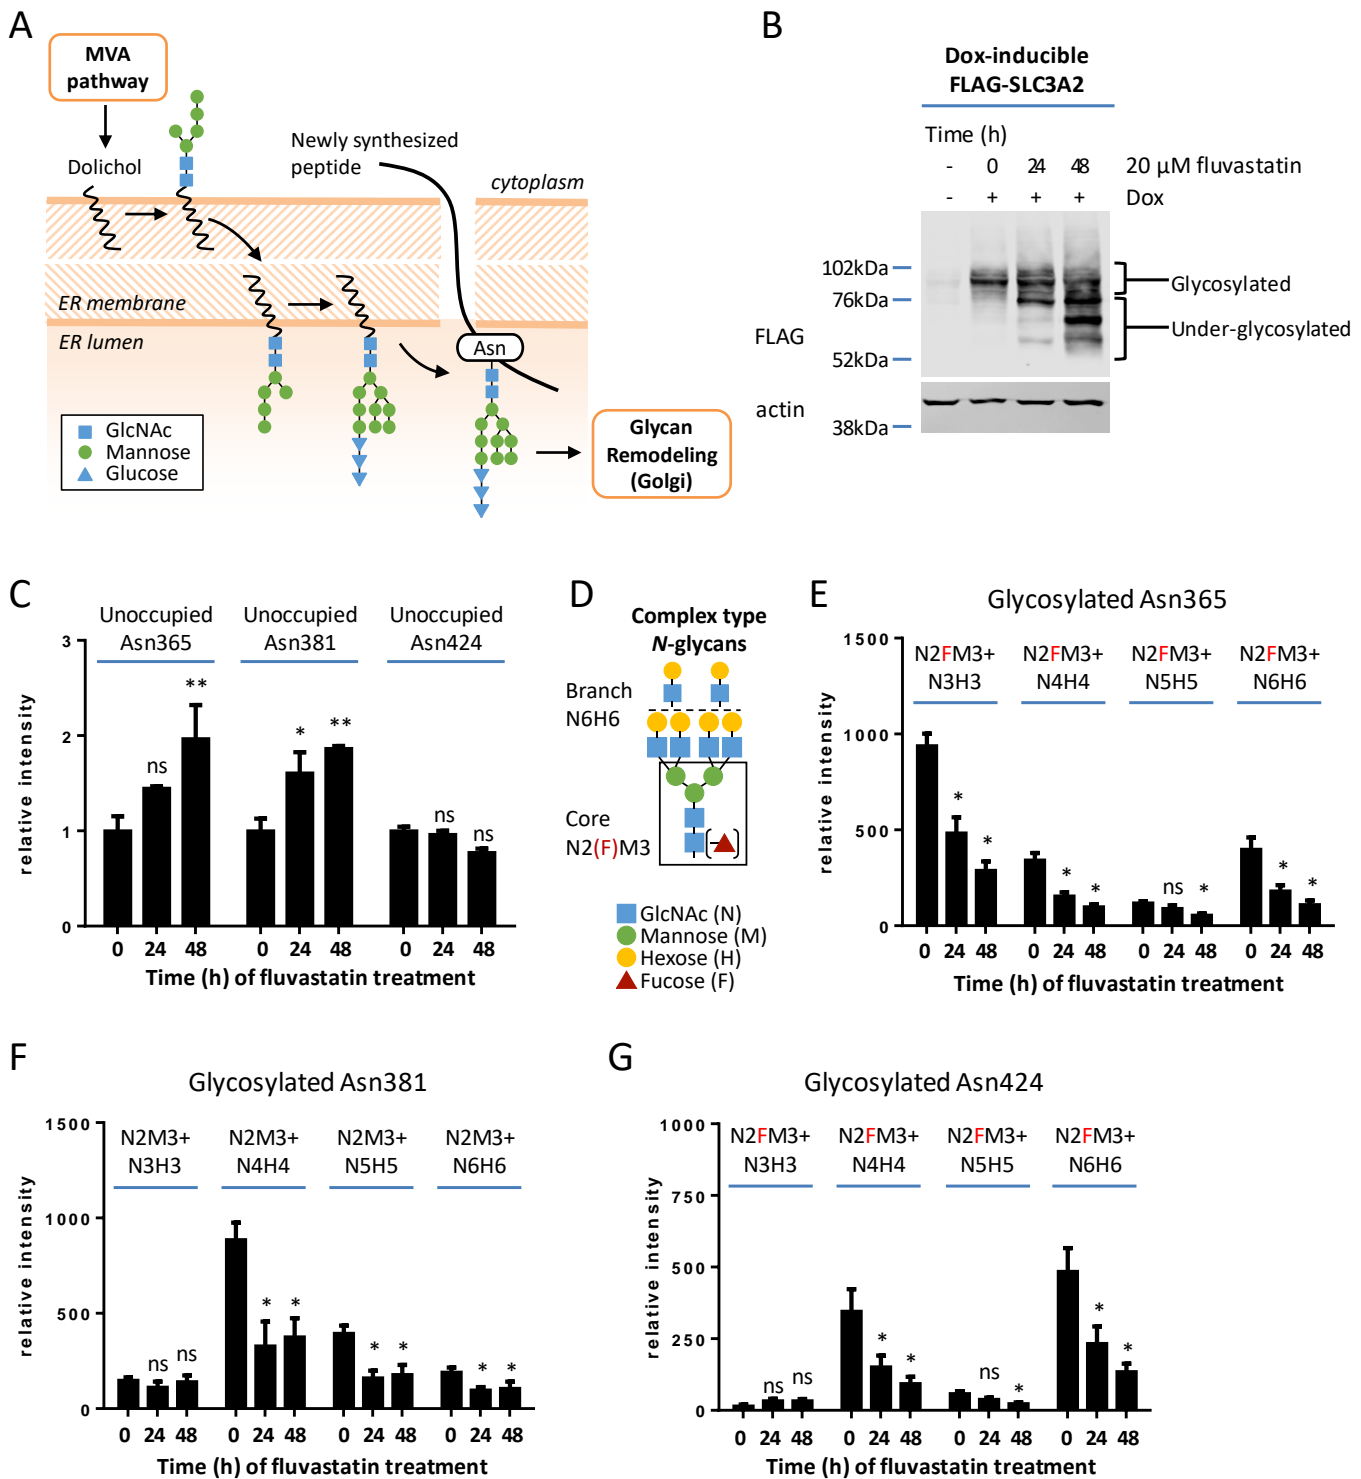 A
MVA
pathway
Dolichol
Newly synthesized
peptide
cytoplasm
ER membrane
ER lumen
Asn
GlcNAc
Mannose
Glucose
Glycan
Remodeling
(Golgi)
B
Dox-inducible
FLAG-SLC3A2
Time (h)
- 0 24 48 20 µM fluvastatin
- + + + Dox
102kDa
76kDa
52kDa
38kDa
FLAG
actin
Glycosylated
Under-glycosylated
C
Unoccupied
Asn365
Unoccupied
Asn381
Unoccupied
Asn424
relative intensity
3
2
1
0
ns ** * ** ns ns
0 24 48 0 24 48 0 24 48
Time (h) of fluvastatin treatment
D
Complex type
N-glycans
Branch
N6H6
Core
N2(F)M3
GlcNAc (N)
Mannose (M)
Hexose (H)
Fucose (F)
E
Glycosylated Asn365
N2FM3+ N2FM3+ N2FM3+ N2FM3+
N3H3 N4H4 N5H5 N6H6
relative intensity
1500
1000
500
0
* * * * ns * * *
0 24 48 0 24 48 0 24 48 0 24 48
Time (h) of fluvastatin treatment
F
Glycosylated Asn381
N2M3+ N2M3+ N2M3+ N2M3+
N3H3 N4H4 N5H5 N6H6
relative intensity
1500
1000
500
0
ns ns * * * * * *
0 24 48 0 24 48 0 24 48 0 24 48
Time (h) of fluvastatin treatment
G
Glycosylated Asn424
N2FM3+ N2FM3+ N2FM3+ N2FM3+
N3H3 N4H4 N5H5 N6H6
relative intensity
1000
750
500
250
0
ns ns * * ns * * *
0 24 48 0 24 48 0 24 48 0 24 48
Time (h) of fluvastatin treatment